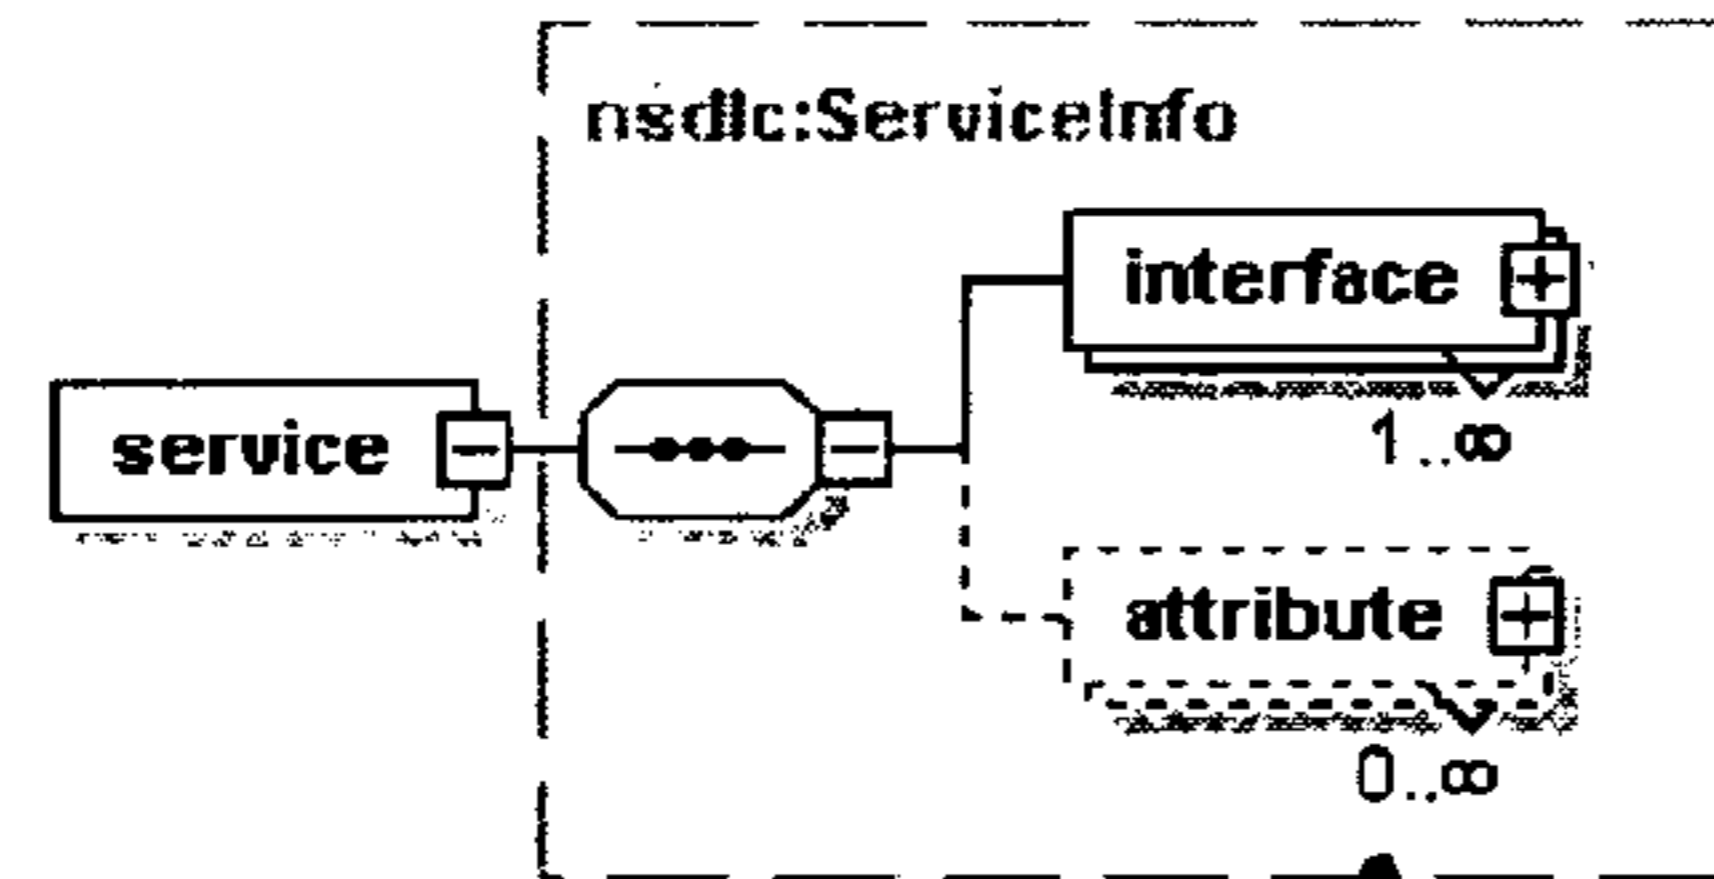 nsdlc:ServiceInfo
interface
1..∞
service
attribute
0..∞